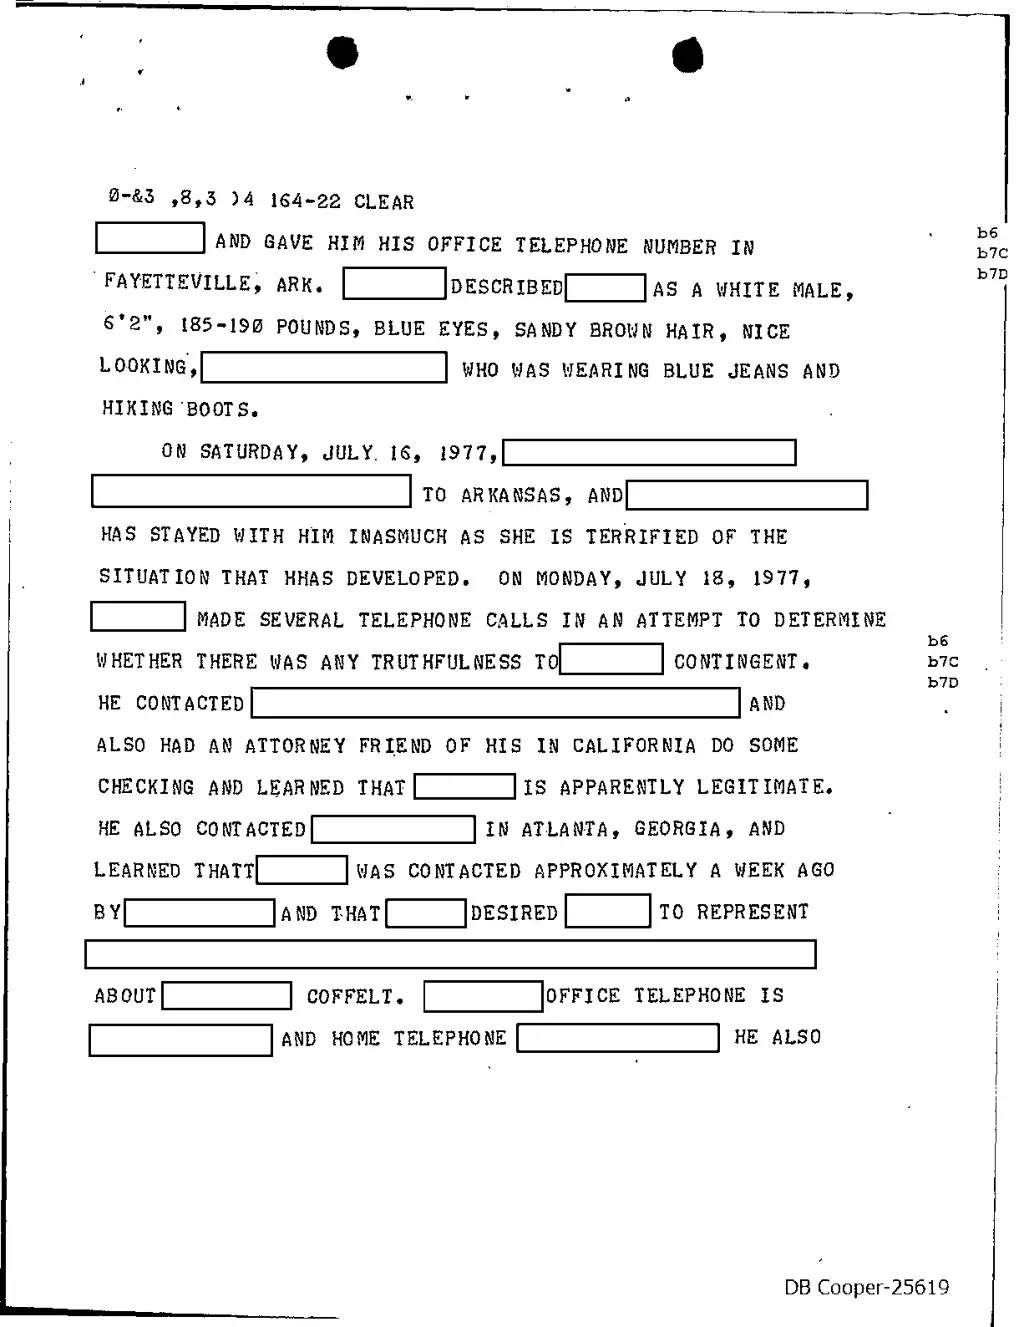 0-&3 ,8,3 )4 164-22 CLEAR
AND GAVE HIM HIS OFFICE TELEPHONE NUMBER IN
b6
b7C
b7D
FAYETTEVILLE, ARK. DESCRIBED AS A WHITE MALE,
6'2", 185-190 POUNDS, BLUE EYES, SANDY BROWN HAIR, NICE
LOOKING, WHO WAS WEARING BLUE JEANS AND
HIKING BOOTS.
ON SATURDAY, JULY 16, 1977,
TO ARKANSAS, AND
HAS STAYED WITH HIM INASMUCH AS SHE IS TERRIFIED OF THE
SITUATION THAT HHAS DEVELOPED. ON MONDAY, JULY 18, 1977,
MADE SEVERAL TELEPHONE CALLS IN AN ATTEMPT TO DETERMINE
WHETHER THERE WAS ANY TRUTHFULNESS TO CONTINGENT.
b6
b7C
b7D
HE CONTACTED AND
ALSO HAD AN ATTORNEY FRIEND OF HIS IN CALIFORNIA DO SOME
CHECKING AND LEARNED THAT IS APPARENTLY LEGITIMATE.
HE ALSO CONTACTED IN ATLANTA, GEORGIA, AND
LEARNED THATT WAS CONTACTED APPROXIMATELY A WEEK AGO
BY AND THAT DESIRED TO REPRESENT
ABOUT COFFELT. OFFICE TELEPHONE IS
AND HOME TELEPHONE HE ALSO
DB Cooper-25619